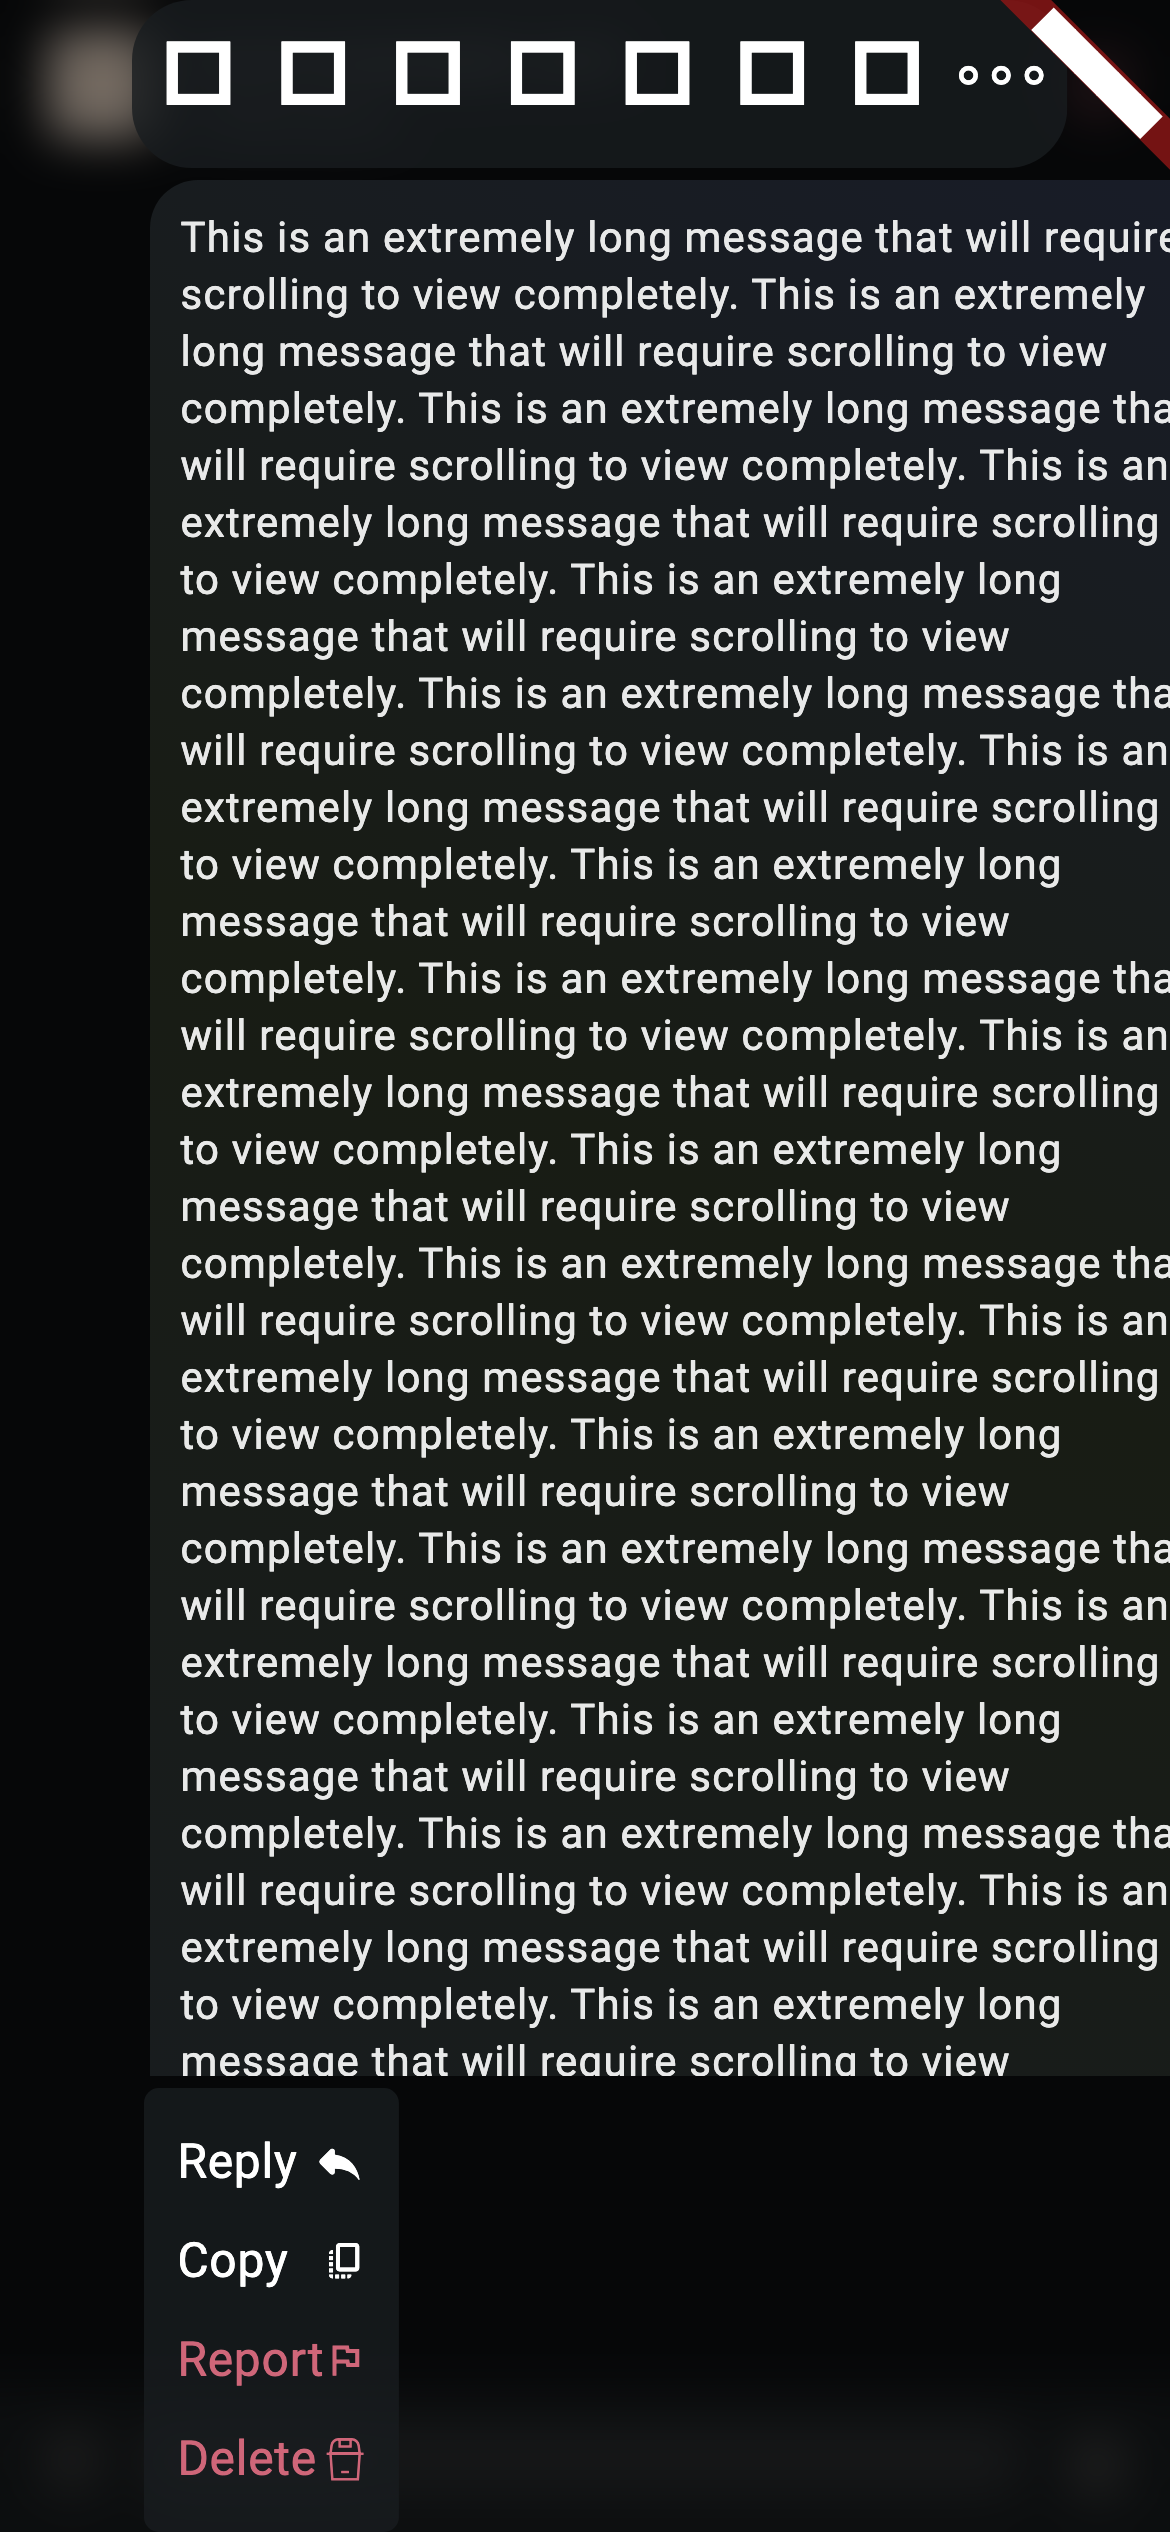 This is an extremely long message that will require
scrolling to view completely. This is an extremely
long message that will require scrolling to view
completely. This is an extremely long message tha
will require scrolling to view completely. This is an
extremely long message that will require scrolling
to view completely. This is an extremely long
message that will require scrolling to view
completely. This is an extremely long message tha
will require scrolling to view completely. This is an
extremely long message that will require scrolling
to view completely. This is an extremely long
message that will require scrolling to view
completely. This is an extremely long message tha
will require scrolling to view completely. This is an
extremely long message that will require scrolling
to view completely. This is an extremely long
message that will require scrolling to view
completely. This is an extremely long message tha
will require scrolling to view completely. This is an
extremely long message that will require scrolling
to view completely. This is an extremely long
message that will require scrolling to view
completely. This is an extremely long message tha
will require scrolling to view completely. This is an
extremely long message that will require scrolling
to view completely. This is an extremely long
message that will require scrolling to view
completely. This is an extremely long message tha
will require scrolling to view completely. This is an
extremely long message that will require scrolling
to view completely. This is an extremely long
message that will require scrolling to view
Reply
Copy
Report
Delete